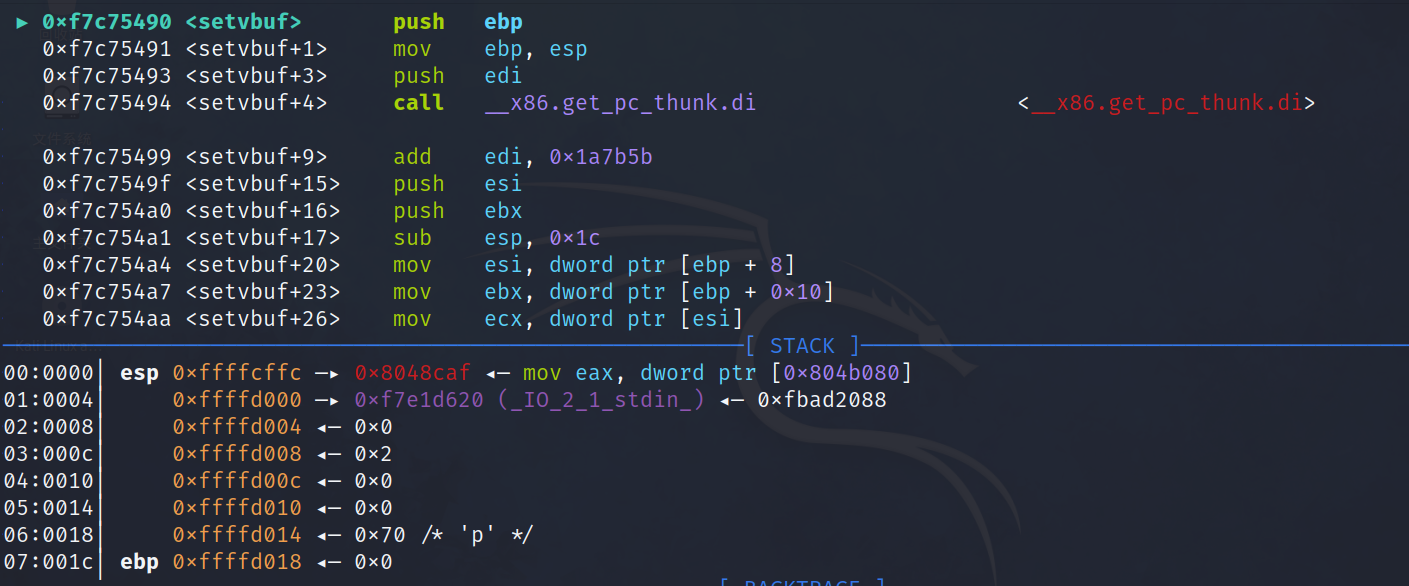 ► 0×f7c75490 <setvbuf> push ebp
0×f7c75491 <setvbuf+1> mov ebp, esp
0×f7c75493 <setvbuf+3> push edi
0×f7c75494 <setvbuf+4> call __x86.get_pc_thunk.di <__x86.get_pc_thunk.di>
0×f7c75499 <setvbuf+9> add edi, 0×1a7b5b
0×f7c7549f <setvbuf+15> push esi
0×f7c754a0 <setvbuf+16> push ebx
0×f7c754a1 <setvbuf+17> sub esp, 0×1c
0×f7c754a4 <setvbuf+20> mov esi, dword ptr [ebp + 8]
0×f7c754a7 <setvbuf+23> mov ebx, dword ptr [ebp + 0×10]
0×f7c754aa <setvbuf+26> mov ecx, dword ptr [esi]
[ STACK ]
00:0000│ esp 0×ffffcffc —▸ 0×8048caf ◂— mov eax, dword ptr [0×804b080]
01:0004│ 0×ffffd000 —▸ 0×f7e1d620 (_IO_2_1_stdin_) ◂— 0×fbad2088
02:0008│ 0×ffffd004 ◂— 0×0
03:000c│ 0×ffffd008 ◂— 0×2
04:0010│ 0×ffffd00c ◂— 0×0
05:0014│ 0×ffffd010 ◂— 0×0
06:0018│ 0×ffffd014 ◂— 0×70 /* 'p' */
07:001c│ ebp 0×ffffd018 ◂— 0×0
[ BACKTRACE ]